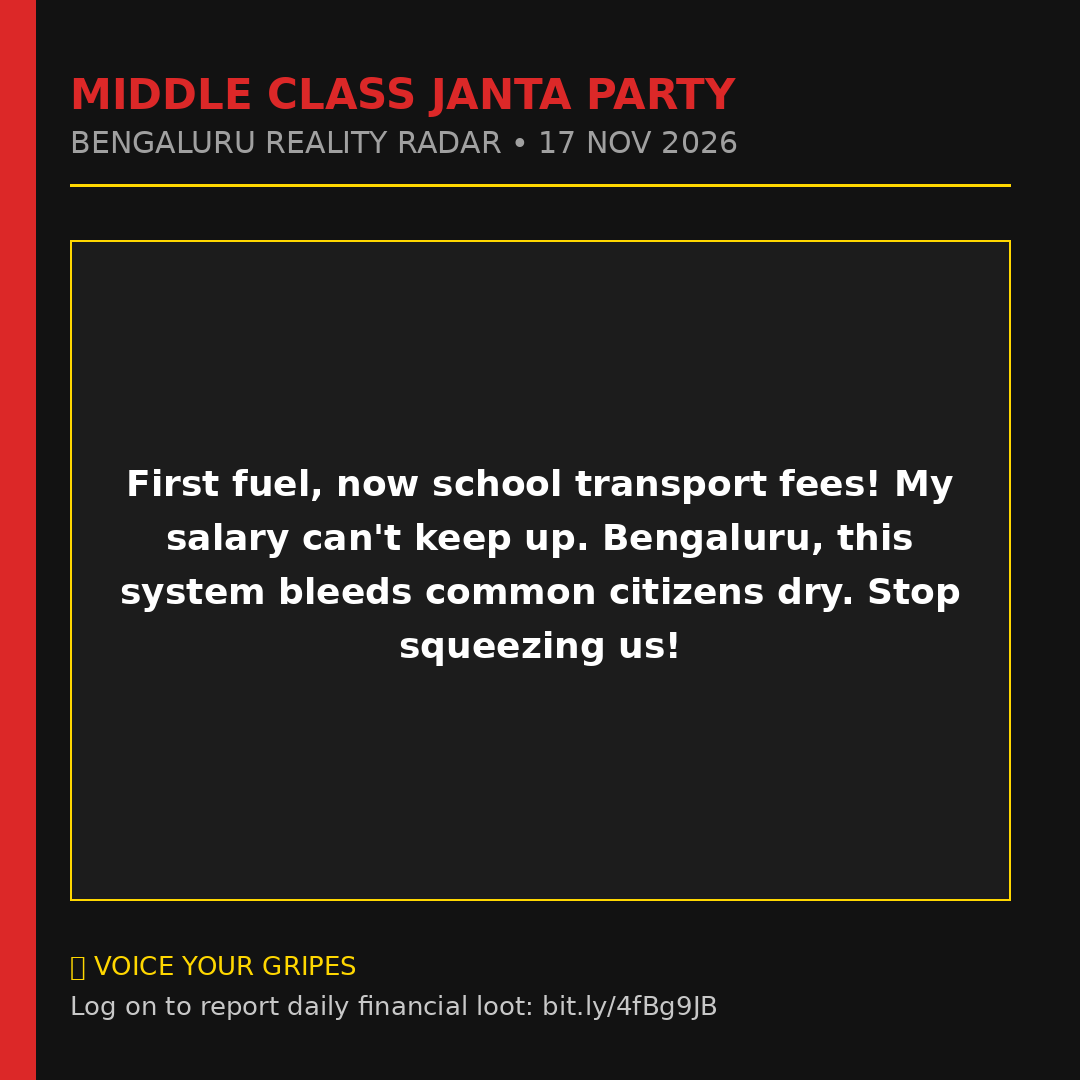 MIDDLE CLASS JANTA PARTY
BENGALURU REALITY RADAR • 17 NOV 2026
First fuel, now school transport fees! My
salary can't keep up. Bengaluru, this
system bleeds common citizens dry. Stop
squeezing us!
VOICE YOUR GRIPES
Log on to report daily financial loot: bit.ly/4fBg9JB